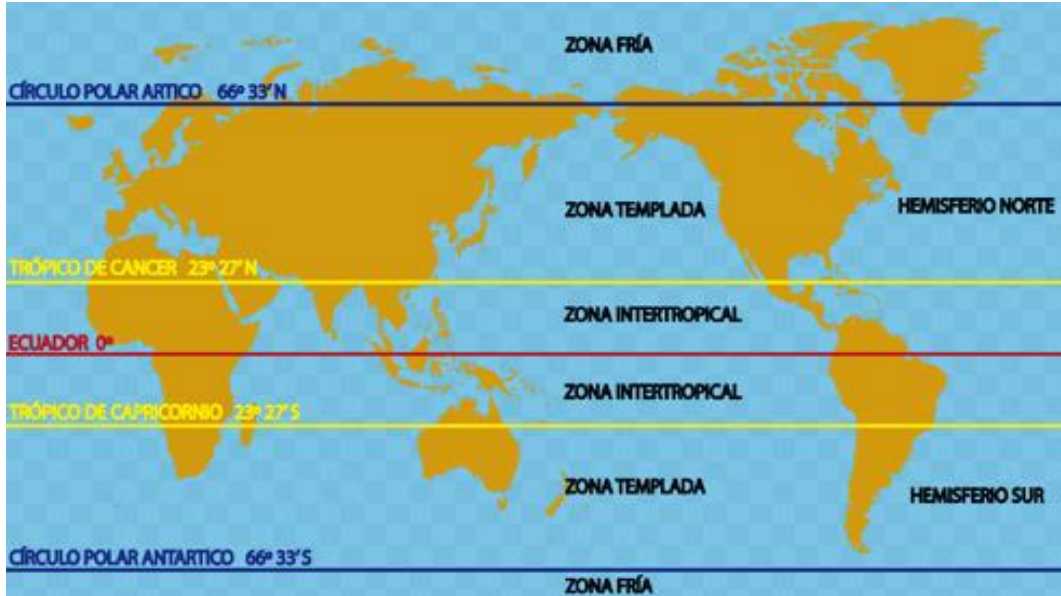 ZONA FRÍA
CÍRCULO POLAR ARTICO 66º 33' N
ZONA TEMPLADA
HEMISFERIO NORTE
TRÓPICO DE CANCER 23º 27' N
ZONA INTERTROPICAL
ECUADOR 0º
ZONA INTERTROPICAL
TRÓPICO DE CAPRICORNIO 23º 27' S
ZONA TEMPLADA
HEMISFERIO SUR
CÍRCULO POLAR ANTÁRTICO 66º 33' S
ZONA FRÍA